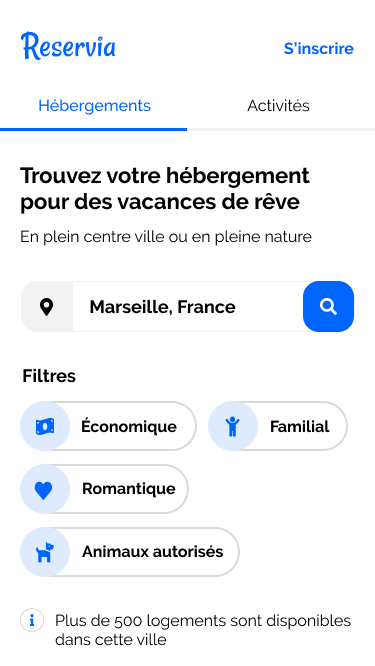 Reservia
S'inscrire
Hébergements
Activités
Trouvez votre hébergement
pour des vacances de rêve
En plein centre ville ou en pleine nature
Marseille, France
Filtres
Économique
Familial
Romantique
Animaux autorisés
Plus de 500 logements sont disponibles
dans cette ville